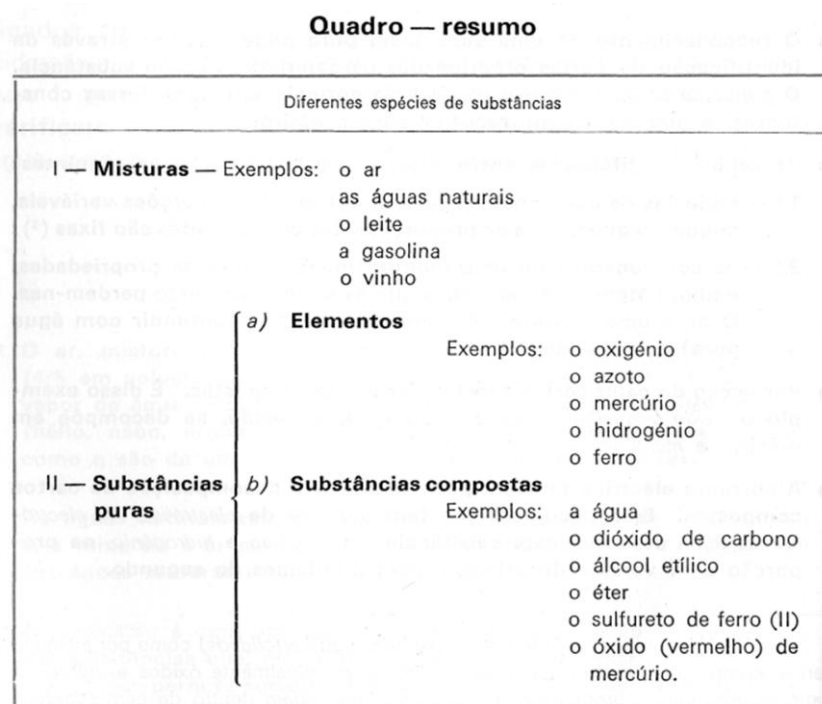 Quadro — resumo
Diferentes espécies de substâncias
I — Misturas — Exemplos: o ar
as águas naturais
o leite
a gasolina
o vinho
a) Elementos
Exemplos: o oxigénio
o azoto
o mercúrio
o hidrogénio
o ferro
II — Substâncias puras
b) Substâncias compostas
Exemplos: a água
o dióxido de carbono
o álcool etílico
o éter
o sulfureto de ferro (II)
o óxido (vermelho) de
mercúrio.